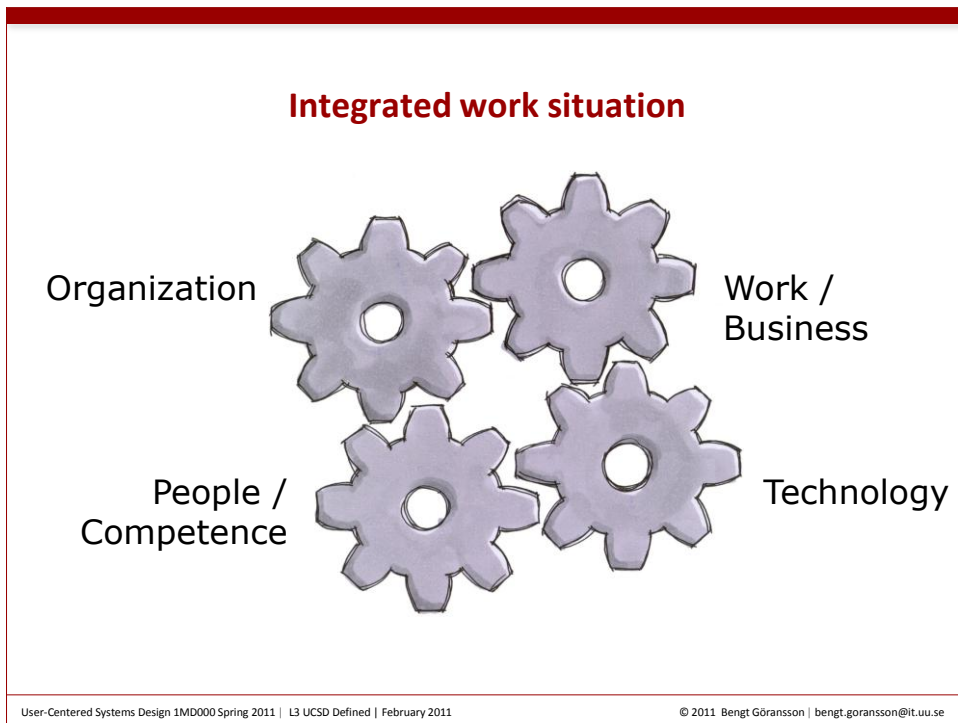 Integrated work situation
Organization
Work /
Business
People /
Competence
Technology
User-Centered Systems Design 1MD000 Spring 2011 | L3 UCSD Defined | February 2011
© 2011 Bengt Göransson | bengt.goransson@it.uu.se